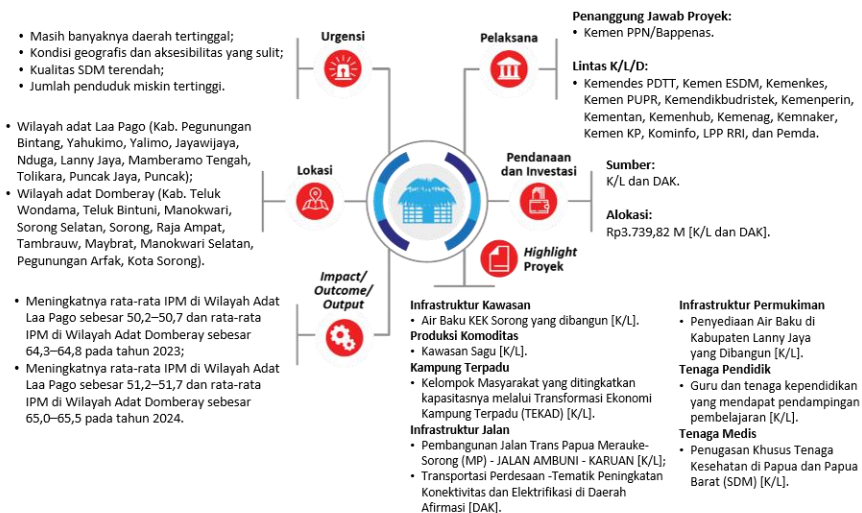 Urgensi
• Masih banyaknya daerah tertinggal;
• Kondisi geografis dan aksesibilitas yang sulit;
• Kualitas SDM terendah;
• Jumlah penduduk miskin tertinggi.
Lokasi
• Wilayah adat Laa Pago (Kab. Pegunungan
Bintang, Yahukimo, Yalimo, Jayawijaya,
Nduga, Lanny Jaya, Mamberamo Tengah,
Tolikara, Puncak Jaya, Puncak);
• Wilayah adat Domberay (Kab. Teluk
Wondama, Teluk Bintuni, Manokwari,
Sorong Selatan, Sorong, Raja Ampat,
Tambrauw, Maybrat, Manokwari Selatan,
Pegunungan Arfak, Kota Sorong).
Impact/
Outcome/
Output
• Meningkatnya rata-rata IPM di Wilayah Adat
Laa Pago sebesar 50,2–50,7 dan rata-rata
IPM di Wilayah Adat Domberay sebesar
64,3–64,8 pada tahun 2023;
• Meningkatnya rata-rata IPM di Wilayah Adat
Laa Pago sebesar 51,2–51,7 dan rata-rata
IPM di Wilayah Adat Domberay sebesar
65,0–65,5 pada tahun 2024.
Pelaksana
Penanggung Jawab Proyek:
• Kemen PPN/Bappenas.
Lintas K/L/D:
• Kemendes PDTT, Kemen ESDM, Kemenkes,
Kemen PUPR, Kemendikbudristek, Kemenperin,
Kementan, Kemenhub, Kemenag, Kemnaker,
Kemen KP, Kominfo, LPP RRI, dan Pemda.
Pendanaan
dan Investasi
Sumber:
K/L dan DAK.
Alokasi:
Rp3.739,82 M [K/L dan DAK].
Highlight
Proyek
Infrastruktur Kawasan
• Air Baku KEK Sorong yang dibangun [K/L].
Produksi Komoditas
• Kawasan Sagu [K/L].
Kampung Terpadu
• Kelompok Masyarakat yang ditingkatkan
kapasitasnya melalui Transformasi Ekonomi
Kampung Terpadu (TEKAD) [K/L].
Infrastruktur Jalan
• Pembangunan Jalan Trans Papua Merauke-
Sorong (MP) - JALAN AMBUNI - KARUAN [K/L];
• Transportasi Perdesaan -Tematik Peningkatan
Konektivitas dan Elektrifikasi di Daerah
Afirmasi [DAK].
Infrastruktur Permukiman
• Penyediaan Air Baku di
Kabupaten Lanny Jaya
yang Dibangun [K/L].
Tenaga Pendidik
• Guru dan tenaga kependidikan
yang mendapat pendampingan
pembelajaran [K/L].
Tenaga Medis
• Penugasan Khusus Tenaga
Kesehatan di Papua dan Papua
Barat (SDM) [K/L].